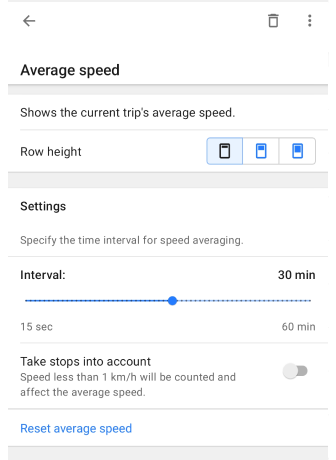 Average speed
Shows the current trip's average speed.
Row height
Settings
Specify the time interval for speed averaging.
Interval: 30 min
15 sec 60 min
Take stops into account
Speed less than 1 km/h will be counted and
affect the average speed.
Reset average speed